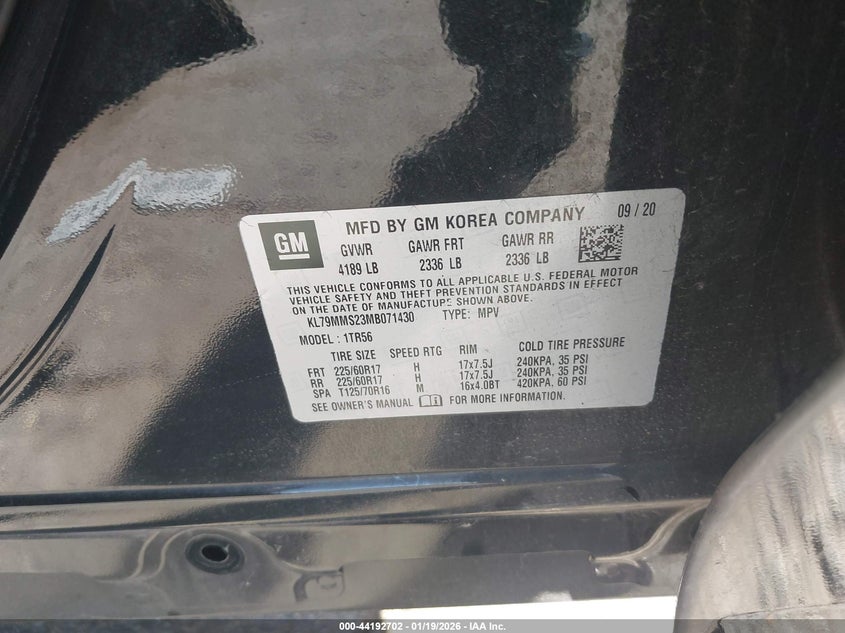 GM
MFD BY GM KOREA COMPANY 09 / 20
GVWR GAWR FRT GAWR RR
4189 LB 2336 LB 2336 LB
THIS VEHICLE CONFORMS TO ALL APPLICABLE U.S. FEDERAL MOTOR
VEHICLE SAFETY AND THEFT PREVENTION STANDARDS IN EFFECT
ON THE DATE OF MANUFACTURE SHOWN ABOVE.
KL79MMS23MB071430 TYPE: MPV
MODEL : 1TR56
TIRE SIZE SPEED RTG RIM COLD TIRE PRESSURE
FRT 225/60R17 H 17x7.5J 240KPA, 35 PSI
RR 225/60R17 H 17x7.5J 240KPA, 35 PSI
SPA T125/70R16 M 16x4.0BT 420KPA, 60 PSI
SEE OWNER'S MANUAL FOR MORE INFORMATION.
000-44192702 - 01/19/2026 - IAA Inc.